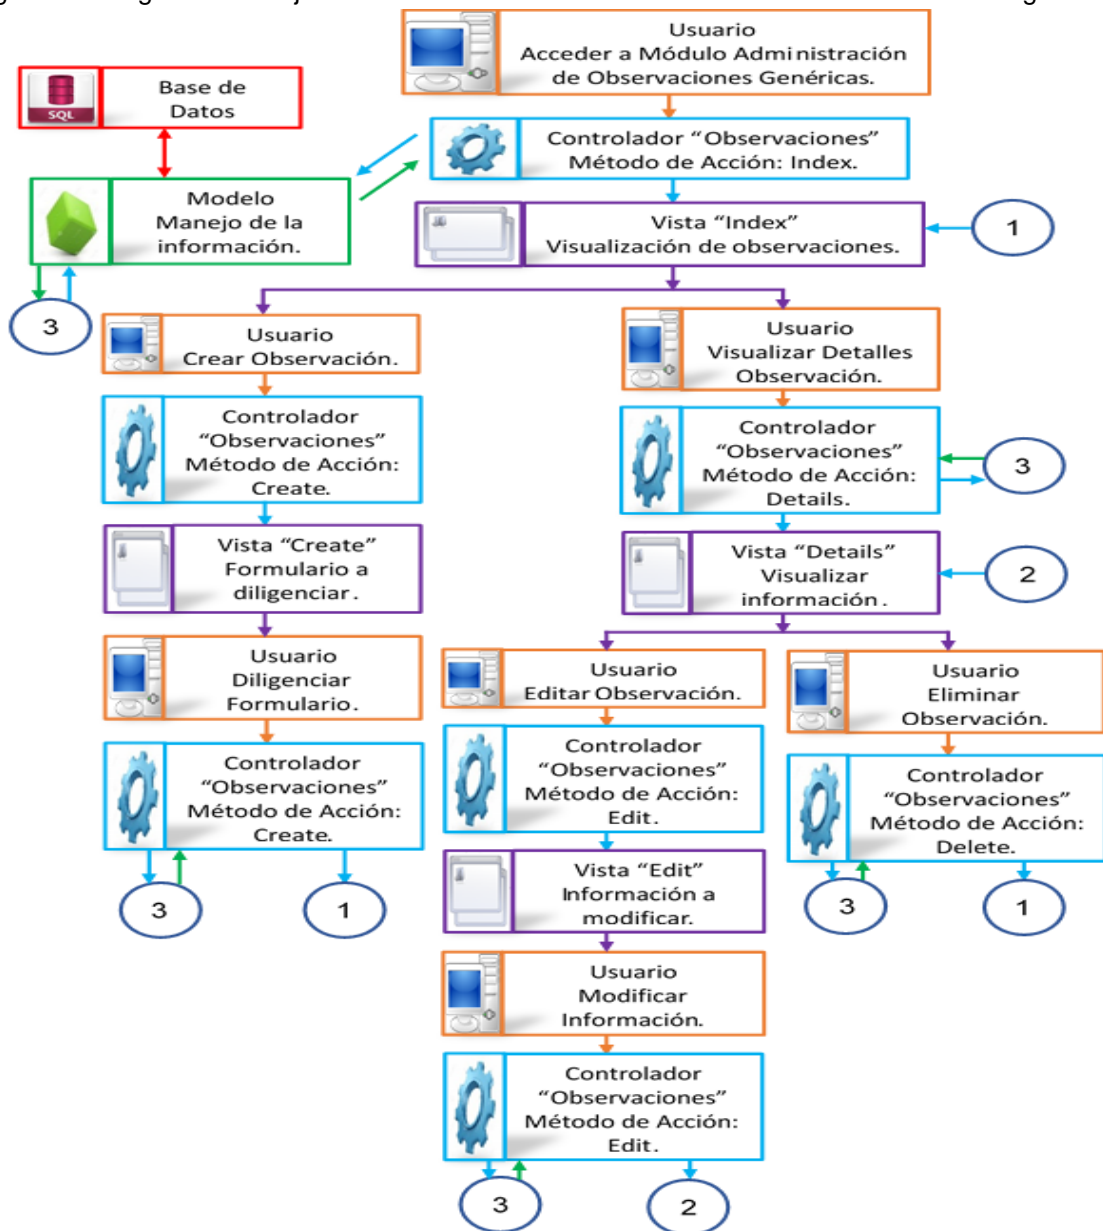 Usuario
Acceder a Módulo Administración
de Observaciones Genéricas.
Base de
Datos
SQL
Controlador “Observaciones”
Método de Acción: Index.
Modelo
Manejo de la
información.
Vista “Index”
Visualización de observaciones.
1
3
Usuario
Crear Observación.
Usuario
Visualizar Detalles
Observación.
Controlador
“Observaciones”
Método de Acción:
Create.
Controlador
“Observaciones”
Método de Acción:
Details.
3
Vista “Create”
Formulario a
diligenciar.
Vista “Details”
Visualizar
información.
2
Usuario
Diligenciar
Formulario.
Usuario
Editar Observación.
Usuario
Eliminar
Observación.
Controlador
“Observaciones”
Método de Acción:
Create.
Controlador
“Observaciones”
Método de Acción:
Edit.
Controlador
“Observaciones”
Método de Acción:
Delete.
3
1
Vista “Edit”
Información a
modificar.
3
1
Usuario
Modificar
Información.
Controlador
“Observaciones”
Método de Acción:
Edit.
3
2